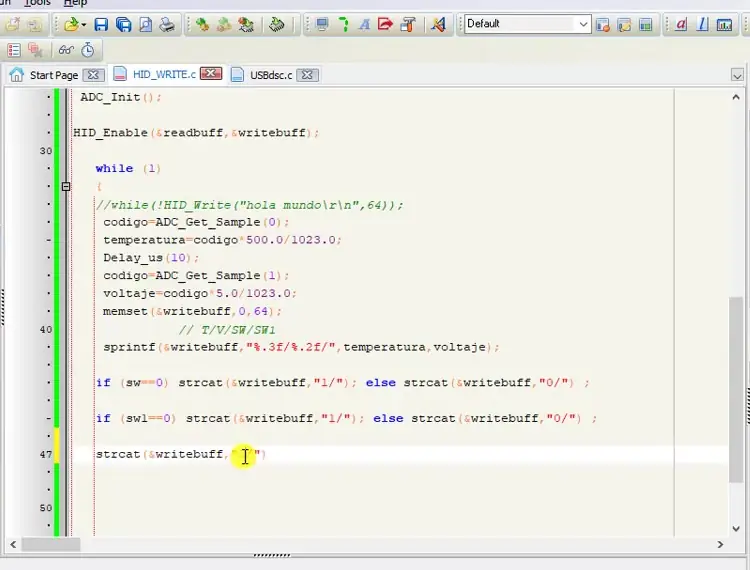 un Tools Help
Default
Start Page HID_WRITE.c USBdsc.c
ADC_Init();
HID_Enable(&readbuff,&writebuff);
30
while (1)
{
//while(!HID_Write("hola mundo\r\n",64));
codigo=ADC_Get_Sample(0);
temperatura=codigo*500.0/1023.0;
Delay_us(10);
codigo=ADC_Get_Sample(1);
voltaje=codigo*5.0/1023.0;
memset(&writebuff,0,64);
40 // T/V/SW/SW1
sprintf(&writebuff,"%.3f/%.2f/",temperatura,voltaje);
if (sw==0) strcat(&writebuff,"1/"); else strcat(&writebuff,"0/") ;
if (sw1==0) strcat(&writebuff,"1/"); else strcat(&writebuff,"0/") ;
47 strcat(&writebuff," ")
50